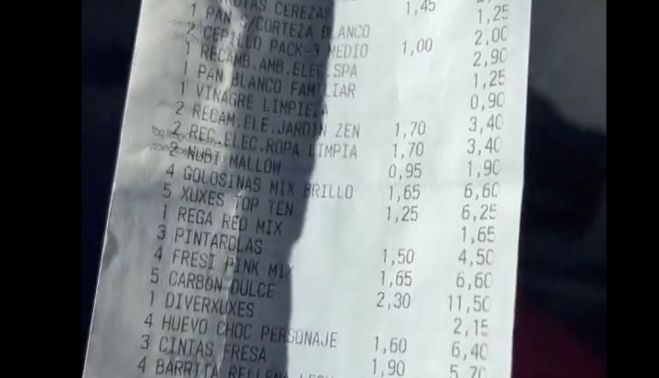 CEREZAS 1,45
1 PAN S/CORTEZA BLANCO 1,25
2 CEPILLO PACK-3 MEDIO 1,00 2,00
1 RECAMB.AMB.ELEC.SPA 2,90
1 PAN BLANCO FAMILIAR 1,25
1 VINAGRE LIMPIEZA 0,90
2 RECAM.ELE.JARDIN ZEN 1,70 3,40
2 REC.ELEC.ROPA LIMPIA 1,70 3,40
2 NUBI MALLOW 0,95 1,90
4 GOLOSINAS MIX BRILLO 1,65 6,60
5 XUXES TOP TEN 1,25 6,25
1 REGA RED MIX 1,65
3 PINTAROLAS 1,50 4,50
4 FRESI PINK MIX 1,65 6,60
5 CARBON DULCE 2,30 11,50
1 DIVERXUXES 2,15
4 HUEVO CHOC PERSONAJE 1,60 6,40
3 CINTAS FRESA 1,90 5,70
4 BARRITA RELLENA